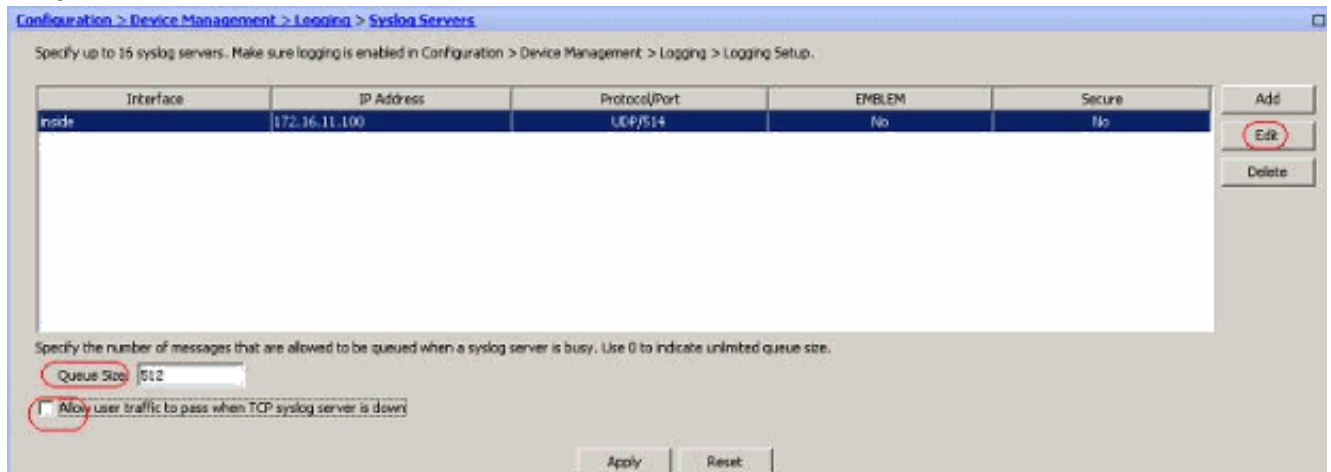 Configuration > Device Management > Logging > Syslog Servers
Specify up to 16 syslog servers. Make sure logging is enabled in Configuration > Device Management > Logging > Logging Setup.
Interface IP Address Protocol/Port EMBLEM Secure
Add
inside 172.16.11.100 UDP/514 No No
Edit
Delete
Specify the number of messages that are allowed to be queued when a syslog server is busy. Use 0 to indicate unlimited queue size.
Queue Size 512
Allow user traffic to pass when TCP syslog server is down
Apply Reset